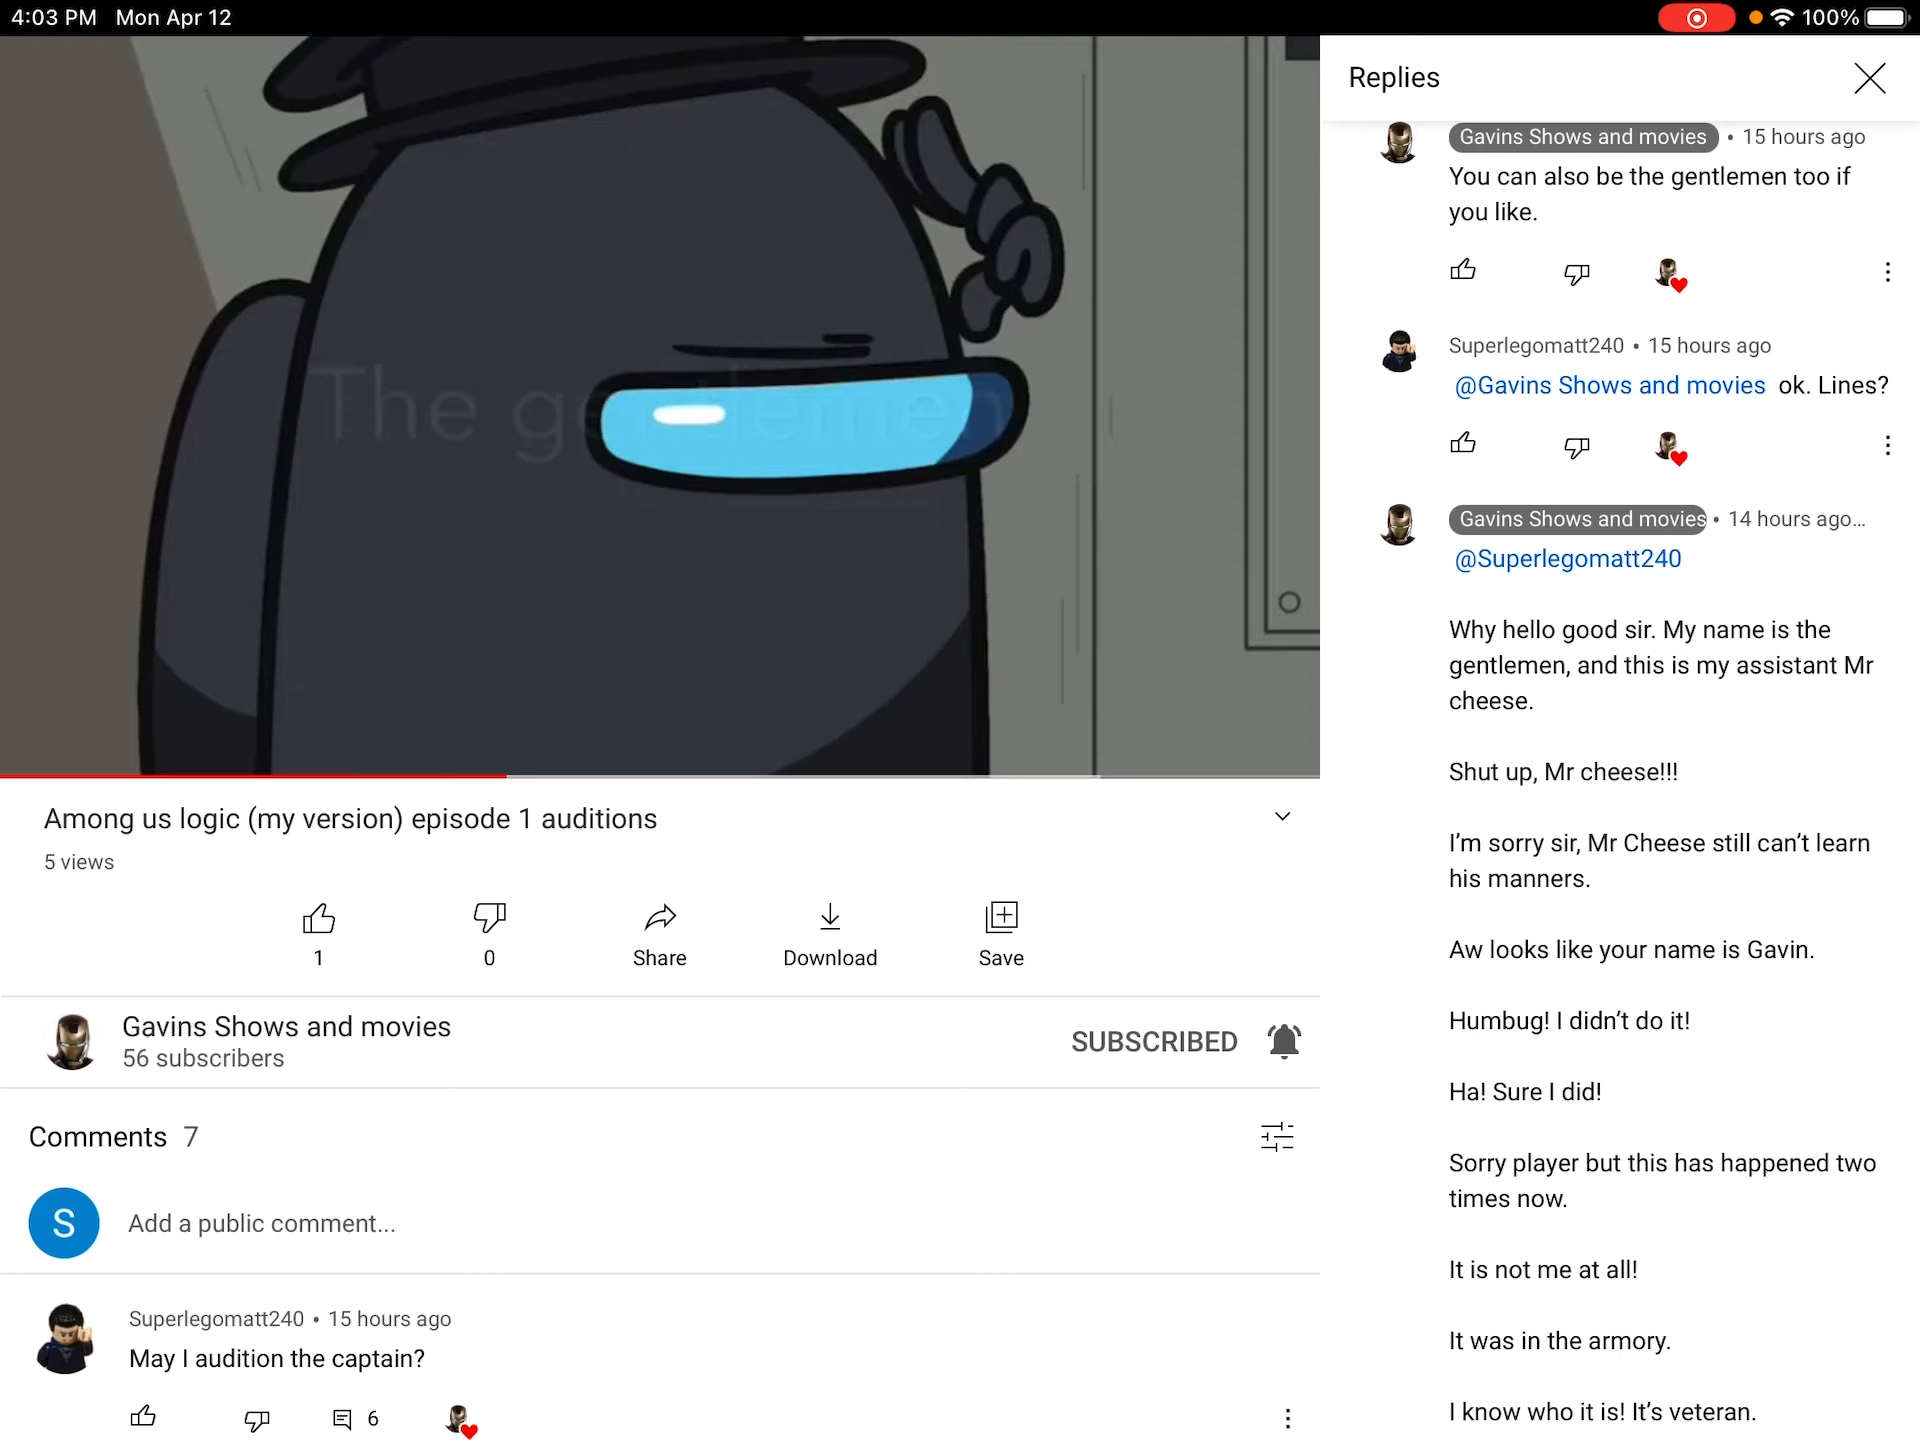 4:03 PM Mon Apr 12
100%
The gentlemen
Among us logic (my version) episode 1 auditions
5 views
1
0
Share
Download
Save
Gavins Shows and movies
56 subscribers
SUBSCRIBED
Comments 7
S
Add a public comment...
Superlegomatt240 • 15 hours ago
May I audition the captain?
6
Replies
Gavins Shows and movies • 15 hours ago
You can also be the gentlemen too if
you like.
Superlegomatt240 • 15 hours ago
@Gavins Shows and movies ok. Lines?
Gavins Shows and movies • 14 hours ago...
@Superlegomatt240
Why hello good sir. My name is the
gentlemen, and this is my assistant Mr
cheese.
Shut up, Mr cheese!!!
I’m sorry sir, Mr Cheese still can’t learn
his manners.
Aw looks like your name is Gavin.
Humbug! I didn’t do it!
Ha! Sure I did!
Sorry player but this has happened two
times now.
It is not me at all!
It was in the armory.
I know who it is! It’s veteran.